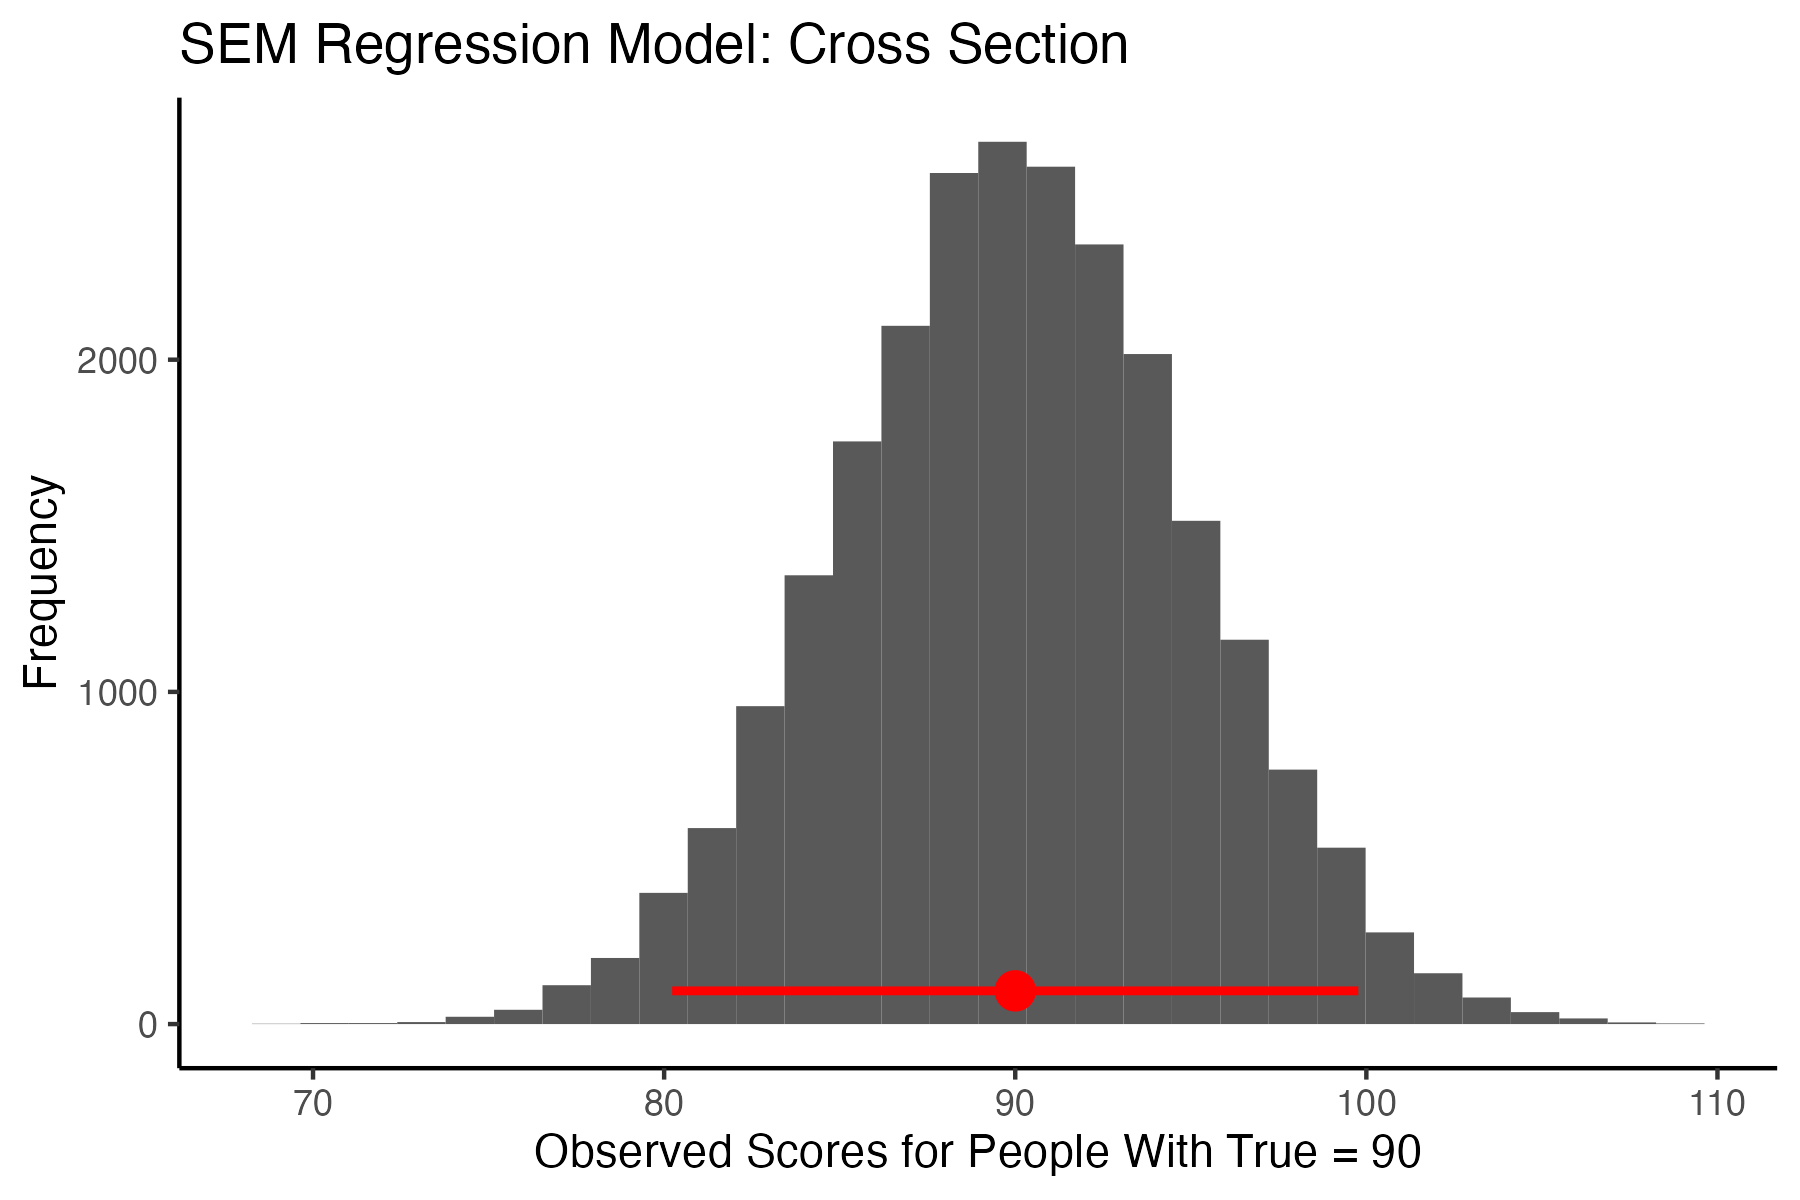 SEM Regression Model: Cross Section
Frequency
2000
1000
0
70 80 90 100 110
Observed Scores for People With True = 90